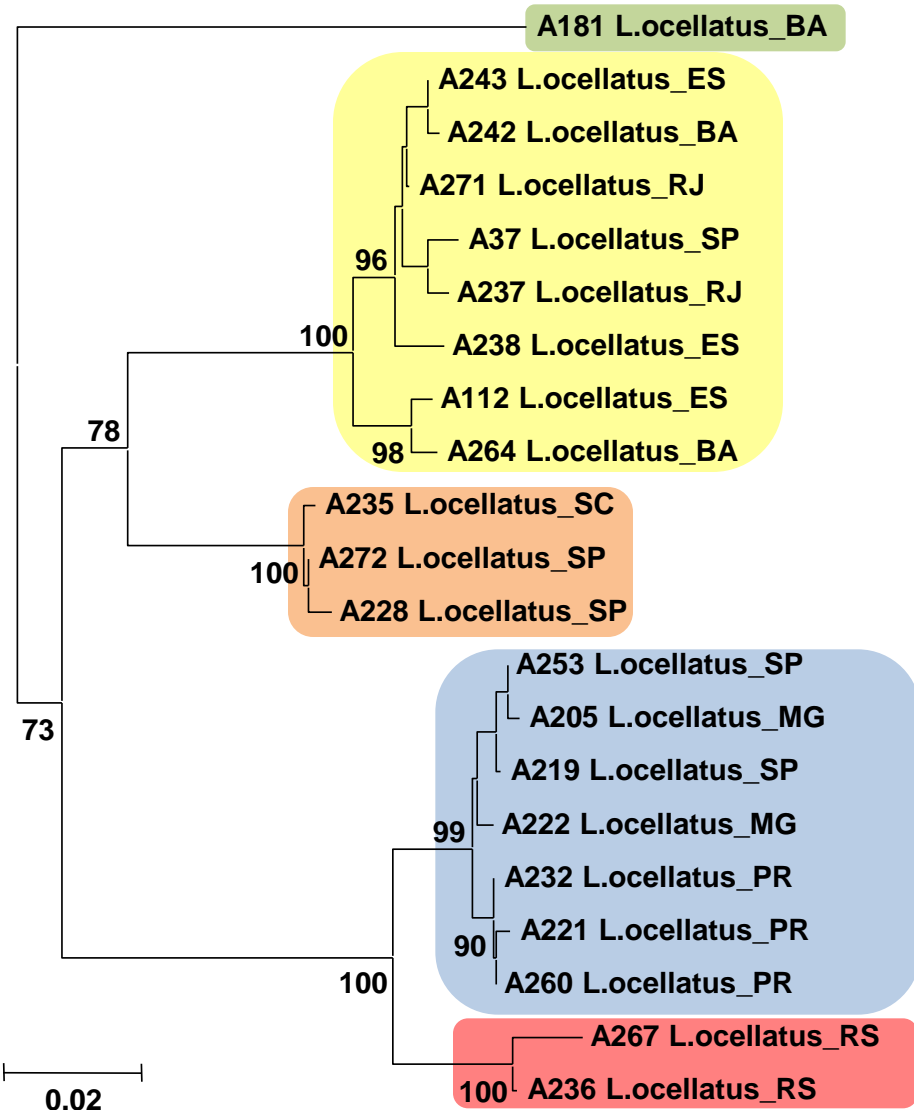 A181 L.ocellatus_BA
A243 L.ocellatus_ES
A242 L.ocellatus_BA
A271 L.ocellatus_RJ
A37 L.ocellatus_SP
96
A237 L.ocellatus_RJ
100
A238 L.ocellatus_ES
A112 L.ocellatus_ES
78
98
A264 L.ocellatus_BA
A235 L.ocellatus_SC
A272 L.ocellatus_SP
100
A228 L.ocellatus_SP
A253 L.ocellatus_SP
A205 L.ocellatus_MG
73
A219 L.ocellatus_SP
A222 L.ocellatus_MG
99
A232 L.ocellatus_PR
A221 L.ocellatus_PR
90
A260 L.ocellatus_PR
100
A267 L.ocellatus_RS
100
A236 L.ocellatus_RS
0.02